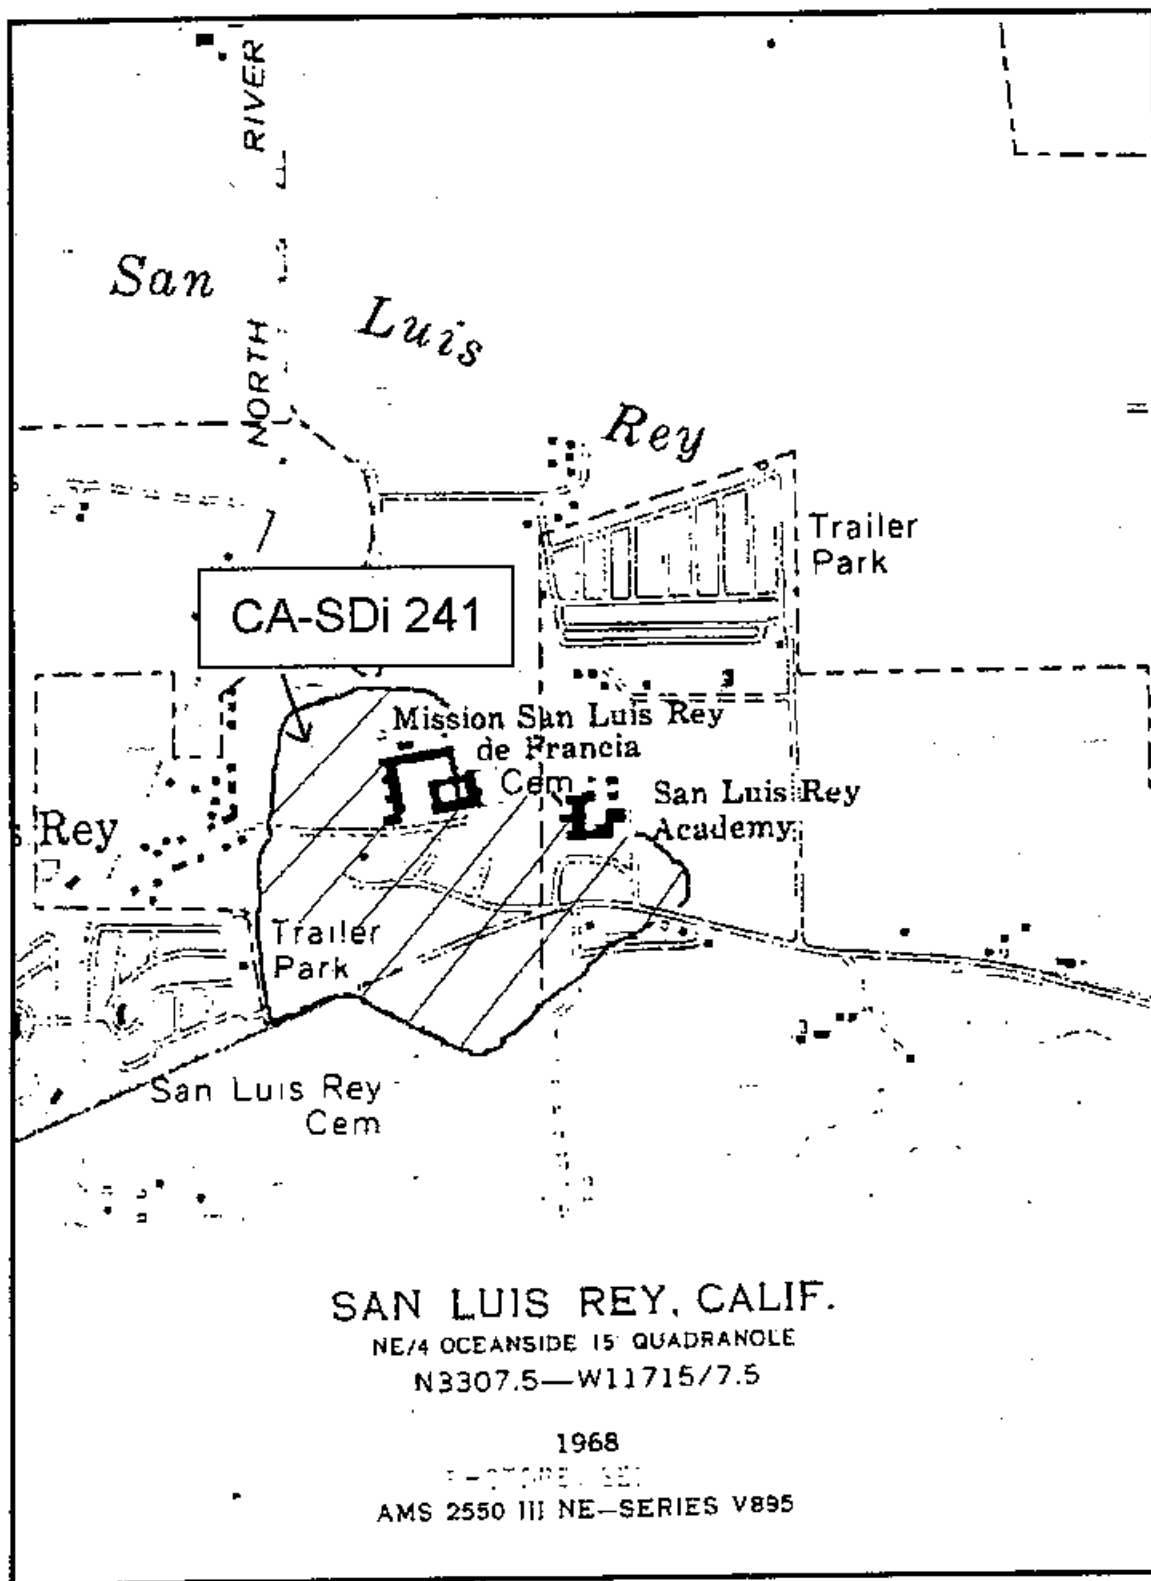 RIVER
NORTH
San
Luis
Rey
Trailer
Park
CA-SDi 241
Mission San Luis Rey
de Francia
Cem
San Luis Rey
Academy
s Rey
Trailer
Park
San Luis Rey
Cem
SAN LUIS REY, CALIF.
NE/4 OCEANSIDE 15' QUADRANGLE
N3307.5—W11715/7.5
1968
AMS 2550 III NE—SERIES V895